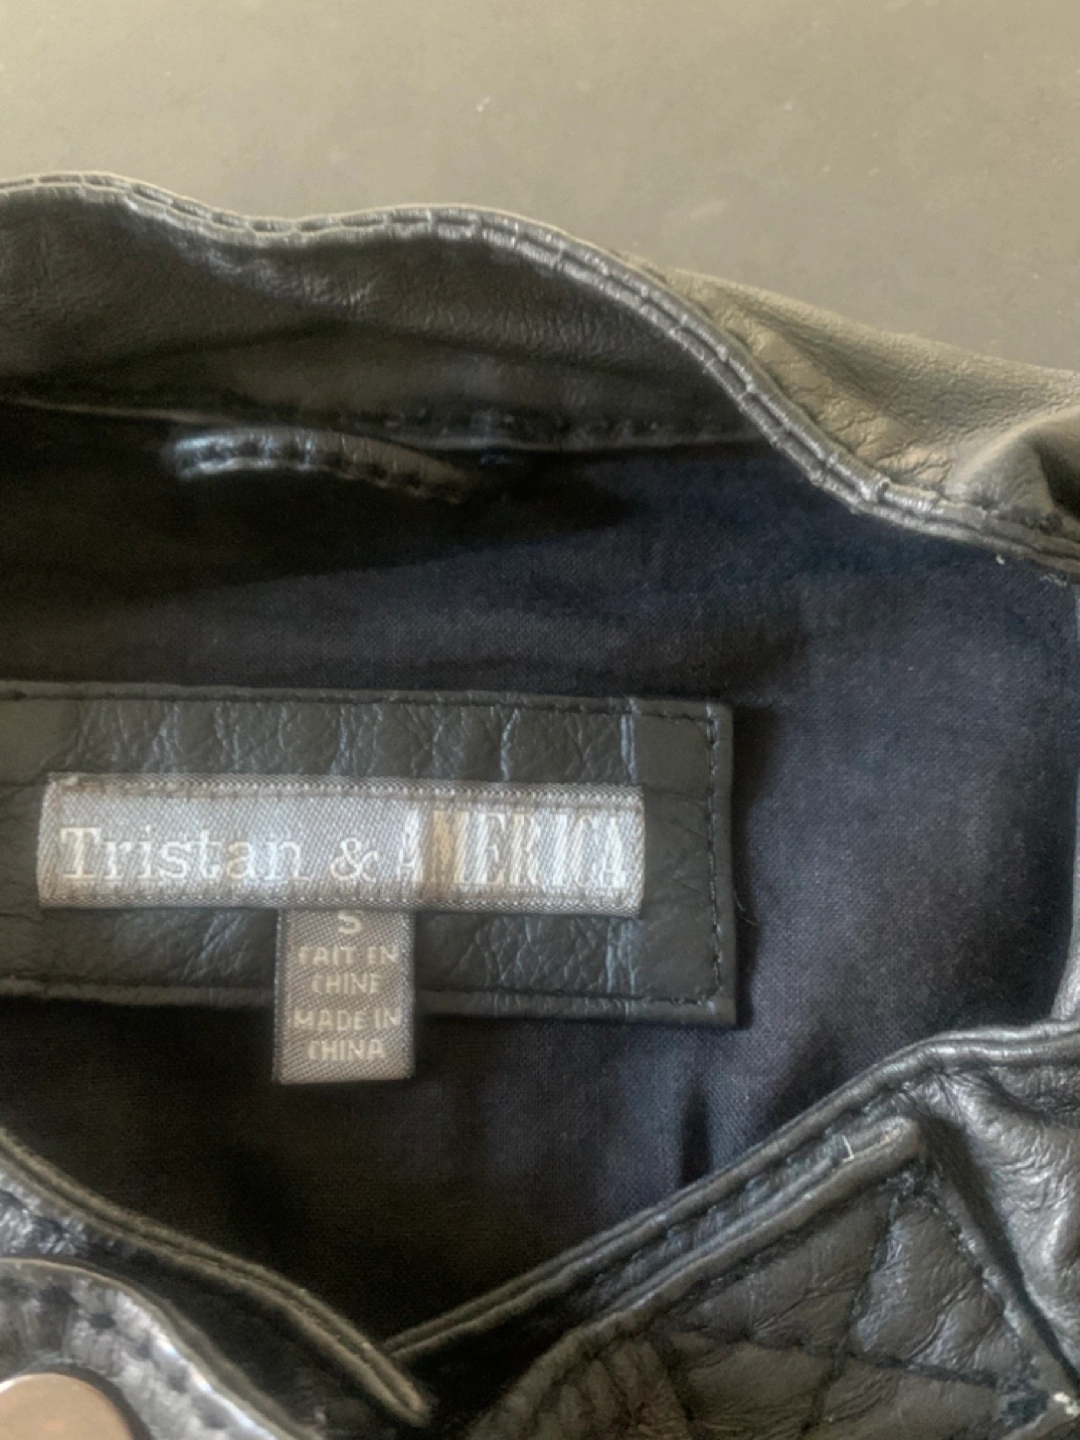 Tristan & AMERICA
S
FAIT EN
CHINE
MADE IN
CHINA